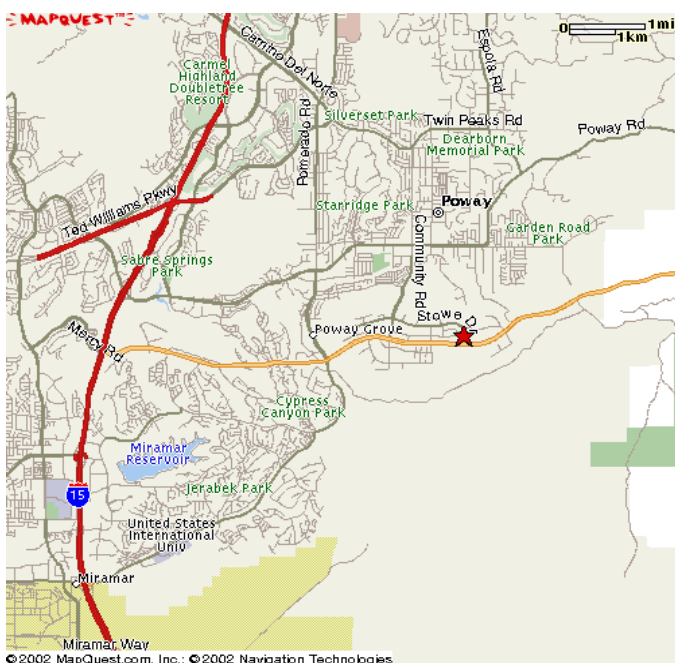 MAPQUEST
0 1mi
1km
Camino Del Norte
Carmel
Highland
Doubletree
Resort
Espola Rd
Pomerado Rd
Silverset Park
Twin Peaks Rd
Poway Rd
Dearborn
Memorial Park
Ted Williams Pkwy
Starridge Park
Poway
Community Rd
Garden Road
Park
Sabre Springs
Park
Stowe Dr
Mercy Rd
Poway Grove
Cypress
Canyon Park
Miramar
Reservoir
Jerabek Park
15
United States
International
Univ
Miramar
Miramar Way
©2002 MapQuest.com, Inc.; ©2002 Navigation Technologies